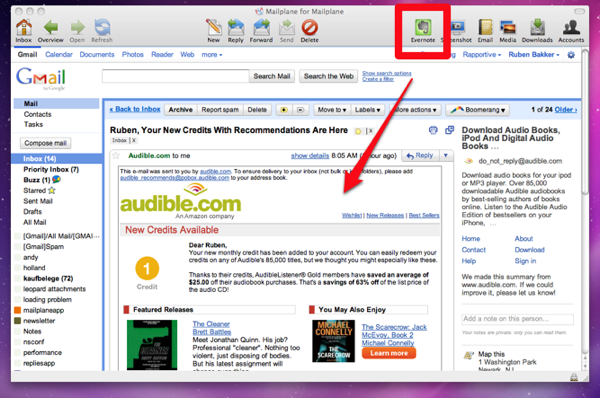 Mailplane for Mailplane
Inbox Overview Open Refresh New Reply Forward Send Delete Evernote Screenshot Email Media Downloads Accounts
Gmail Calendar Documents Photos Reader Web more Rapportive Ruben Bakker
Gmail
by Google
Search Mail Search the Web Show search options
Create a filter
Mail
Contacts
Tasks
Compose mail
Inbox (14)
Priority Inbox (7)
Buzz (1)
Starred
Sent Mail
Drafts
All Mail
[Gmail]/All Mail/[GMAI
[Gmail]Spam
andy
holland
kaufbelege (72)
leopard attachments
loading problem
mailplaneapp
newsletter
Notes
nsconf
performance
repliesapp
« Back to Inbox Archive Report spam Delete Move to Labels More actions Boomerang 1 of 24 Older ›
Ruben, Your New Credits With Recommendations Are Here | X
Inbox | X
Audible.com to me show details 8:05 AM hour ago) Reply
This e-mail was sent to you by audible.com. To ensure delivery to your inbox (not bulk or folders), please add
audible_recommends@pobox.audible.com to your address book.
audible.com
An Amazon company
Wishlist | New Releases | Best Sellers
New Credits Available
1
Credit
Dear Ruben,
Your new monthly credit has been added to your account. You can easily redeem your
credits on any of Audible's 85,000 titles, but we thought you might especially like these.
Thanks to their credits, AudibleListener® Gold members have saved an average of
$25.00 off their audiobook purchases. That's a savings of 63% off the list price of
the audio CD!
Featured Releases
The Cleaner
Brett Battles
Meet Jonathan Quinn. His job?
Professional "cleaner". Nothing too
violent, just disposing of bodies.
But his latest assignment will
You May Also Enjoy
MICHAEL CONNELLY
THE SCARECROW
The Scarecrow: Jack
McEvoy, Book 2
Michael Connelly
Learn more
Download Audio Books,
iPod And Digital Audio
Books ...
do_not_reply@audible.com
Download audio books for your ipod
or MP3 player. Over 85,000
downloadable Audible audiobooks
by best-selling authors of books
online. Listen to the Audible Audio
Edition of bestsellers on your
iPhone, ...
Home About
Contact Download
Help Sign in
We made this summary from
www.audible.com. If we could
improve it, please let us know!
Add a note on this person...
Your notes are private: only you can read them.
Map this
1 Washington Park
Newark, NJ